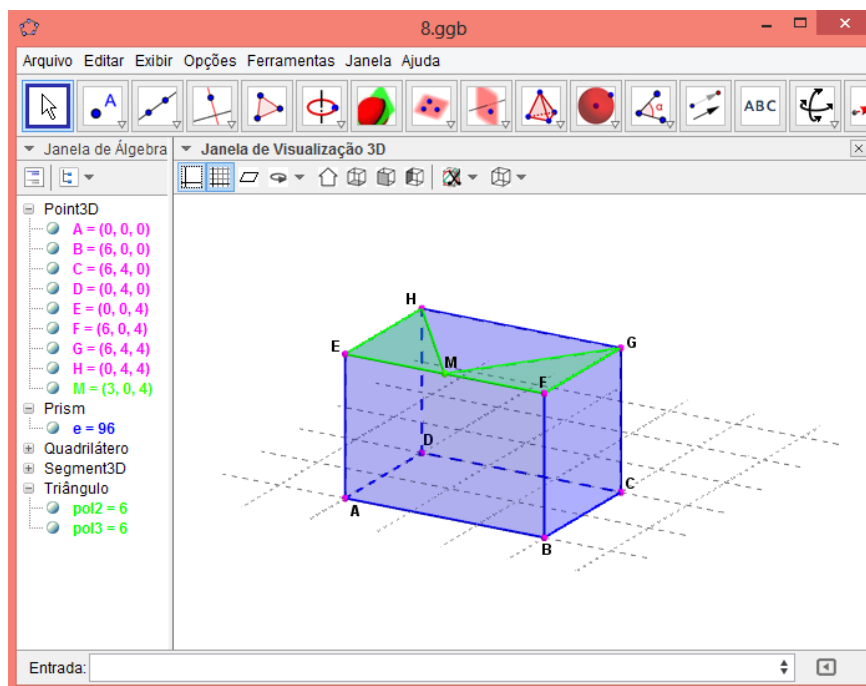 8.ggb
Arquivo Editar Exibir Opções Ferramentas Janela Ajuda
A
α
ABC
Janela de Álgebra
Janela de Visualização 3D
Point3D
A = (0, 0, 0)
B = (6, 0, 0)
C = (6, 4, 0)
D = (0, 4, 0)
E = (0, 0, 4)
F = (6, 0, 4)
G = (6, 4, 4)
H = (0, 4, 4)
M = (3, 0, 4)
Prism
e = 96
Quadrilátero
Segment3D
Triângulo
pol2 = 6
pol3 = 6
H
E
G
M
F
D
C
A
B
Entrada: